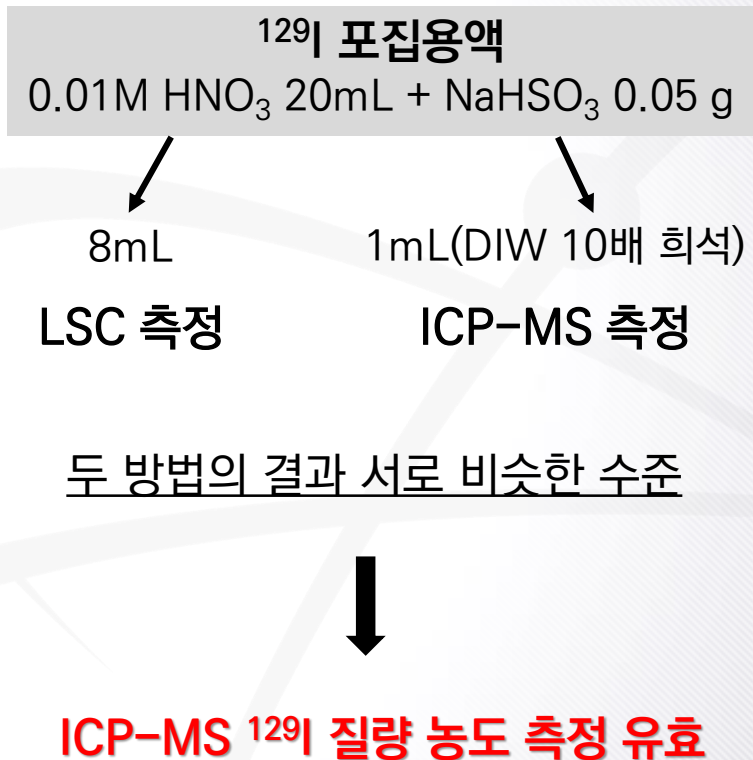 ¹²⁹I 포집용액
0.01M HNO₃ 20mL + NaHSO₃ 0.05 g
8mL
1mL(DIW 10배 희석)
LSC 측정
ICP-MS 측정
두 방법의 결과 서로 비슷한 수준
ICP-MS ¹²⁹I 질량 농도 측정 유효